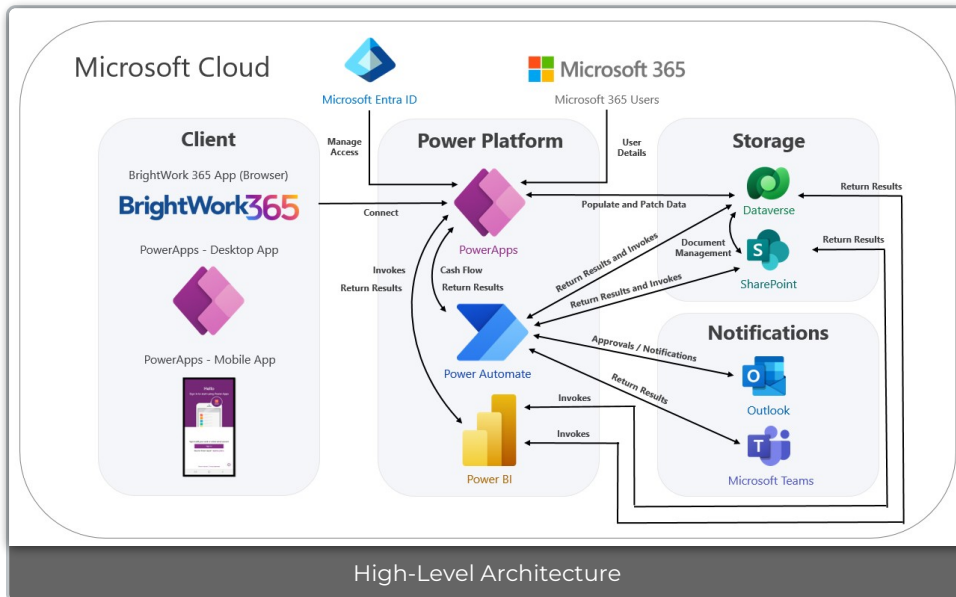 Microsoft Cloud
Microsoft Entra ID
Microsoft 365
Microsoft 365 Users
Client
BrightWork 365 App (Browser)
BrightWork365
PowerApps - Desktop App
PowerApps - Mobile App
Manage
Access
Connect
Power Platform
PowerApps
Invokes
Return Results
Cash Flow
Return Results
Power Automate
Power BI
User
Details
Populate and Patch Data
Return Results and Invokes
Document
Management
Return Results and Invokes
Approvals / Notifications
Return Results
Invokes
Invokes
Storage
Dataverse
Return Results
S
SharePoint
Return Results
Notifications
O
Outlook
T
Microsoft Teams
High-Level Architecture